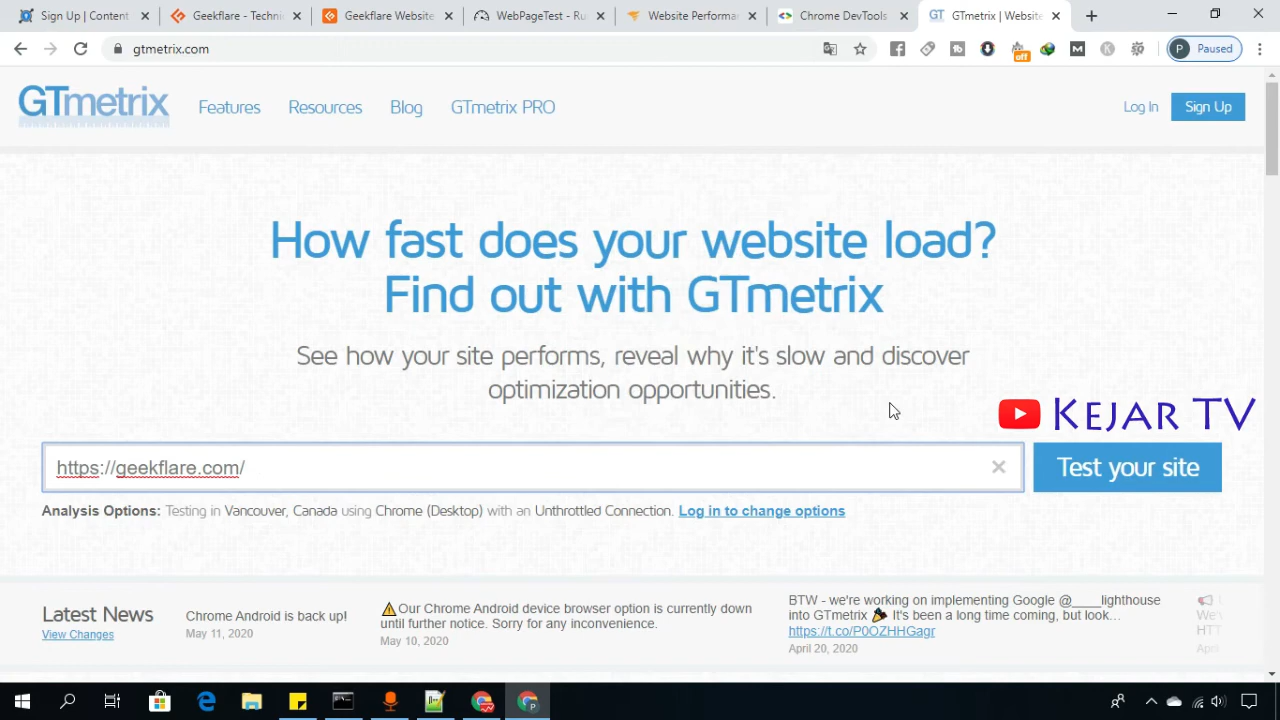 Sign Up | Content
Geekflare - Techni
Geekflare Website
WebPageTest - Ru
Website Performa
Chrome DevTools
GTmetrix | Website
gtmetrix.com
off
Paused
GTmetrix
Features
Resources
Blog
GTmetrix PRO
Log In
Sign Up
How fast does your website load?
Find out with GTmetrix
See how your site performs, reveal why it's slow and discover
optimization opportunities.
KEJAR TV
https://geekflare.com/
Test your site
Analysis Options: Testing in Vancouver, Canada using Chrome (Desktop) with an Unthrottled Connection. Log in to change options
Latest News
View Changes
Chrome Android is back up!
May 11, 2020
Our Chrome Android device browser option is currently down
until further notice. Sorry for any inconvenience.
May 10, 2020
BTW - we're working on implementing Google @____lighthouse
into GTmetrix It's been a long time coming, but look…
https://t.co/P0OZHHGagr
April 20, 2020